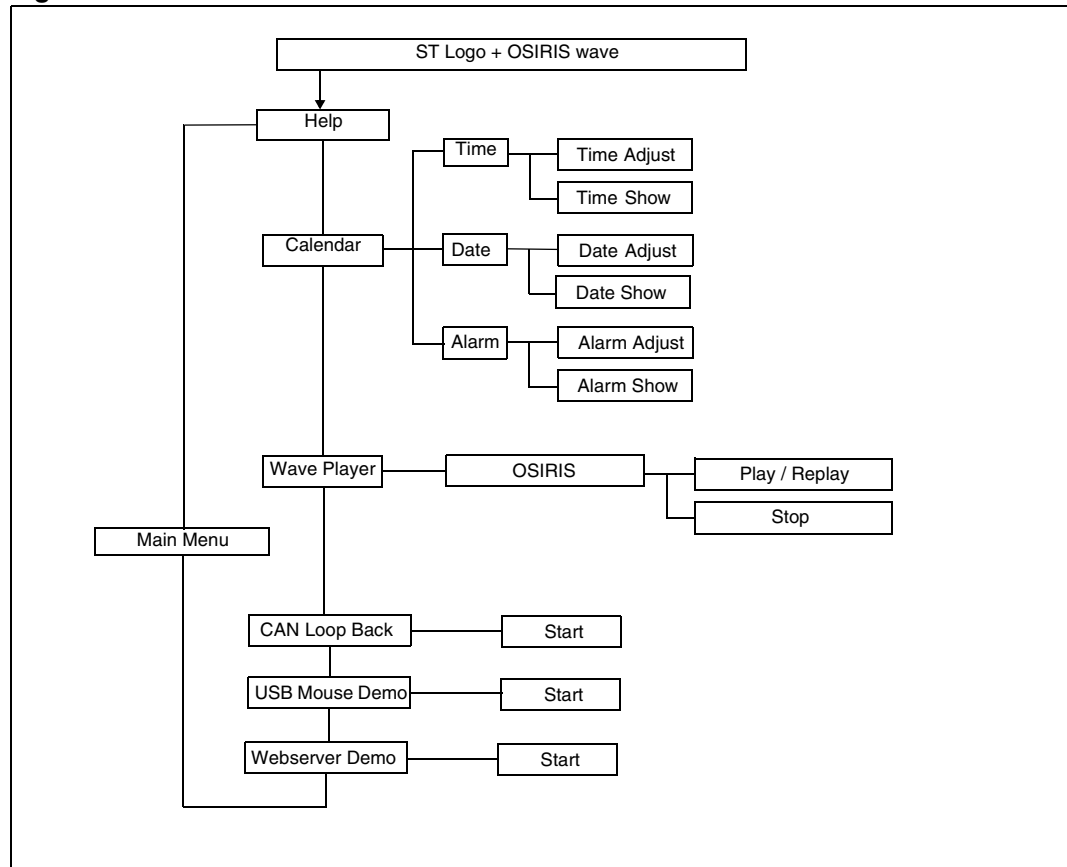 ST Logo + OSIRIS wave
Help
Time
Time Adjust
Time Show
Calendar
Date
Date Adjust
Date Show
Alarm
Alarm Adjust
Alarm Show
Wave Player
OSIRIS
Play / Replay
Stop
Main Menu
CAN Loop Back
Start
USB Mouse Demo
Start
Webserver Demo
Start